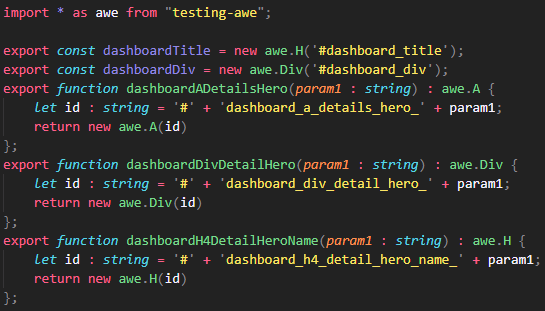 import * as awe from "testing-awe";
export const dashboardTitle = new awe.H('#dashboard_title');
export const dashboardDiv = new awe.Div('#dashboard_div');
export function dashboardADetailsHero(param1 : string) : awe.A {
    let id : string = '#' + 'dashboard_a_details_hero_' + param1;
    return new awe.A(id)
};
export function dashboardDivDetailHero(param1 : string) : awe.Div {
    let id : string = '#' + 'dashboard_div_detail_hero_' + param1;
    return new awe.Div(id)
};
export function dashboardH4DetailHeroName(param1 : string) : awe.H {
    let id : string = '#' + 'dashboard_h4_detail_hero_name_' + param1;
    return new awe.H(id)
};